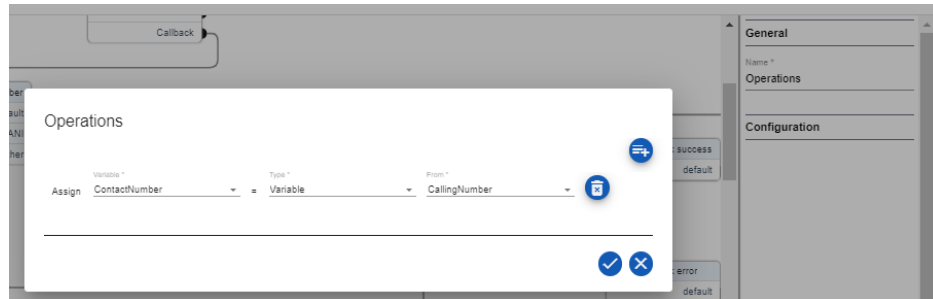 Callback
General
Name *
Operations
Configuration
Operations
Variable *
Type *
From *
Assign ContactNumber = Variable CallingNumber
success
default
error
default